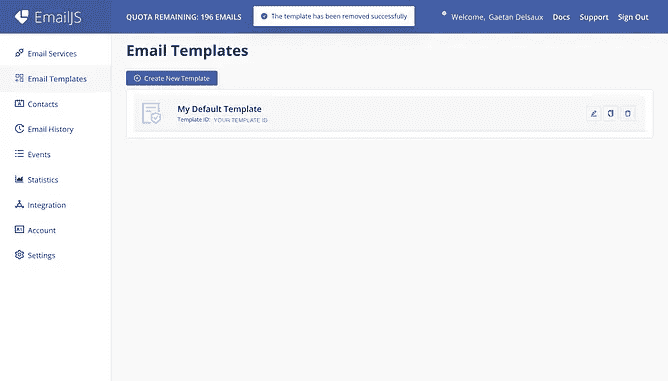 EmailJS
QUOTA REMAINING: 196 EMAILS
The template has been removed successfully
Welcome, Gaetan Delsaux
Docs
Support
Sign Out
Email Services
Email Templates
Contacts
Email History
Events
Statistics
Integration
Account
Settings
Email Templates
Create New Template
My Default Template
Template ID: YOUR TEMPLATE ID